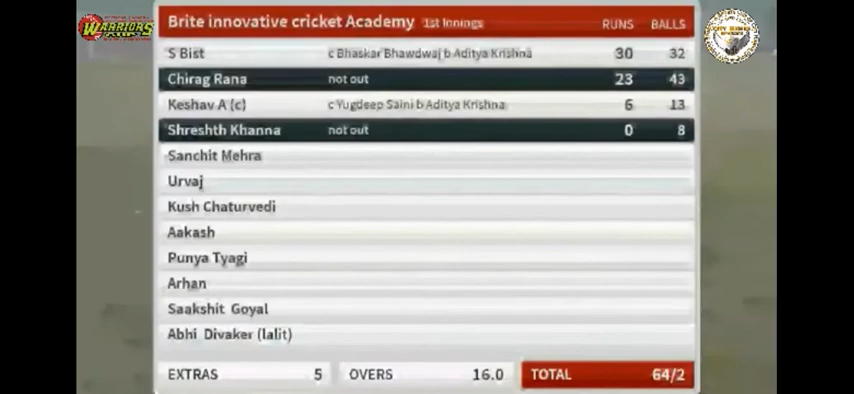 WARRIORS
Brite innovative cricket Academy 1st Innings RUNS BALLS
S Bist c Bhaskar Bhawdwaj b Aditya Krishna 30 32
Chirag Rana not out 23 43
Keshav A (c) c Yugdeep Saini b Aditya Krishna 6 13
Shreshth Khanna not out 0 8
Sanchit Mehra
Urvaj
Kush Chaturvedi
Aakash
Punya Tyagi
Arhan
Saakshit Goyal
Abhi Divaker (lalit)
EXTRAS 5 OVERS 16.0 TOTAL 64/2